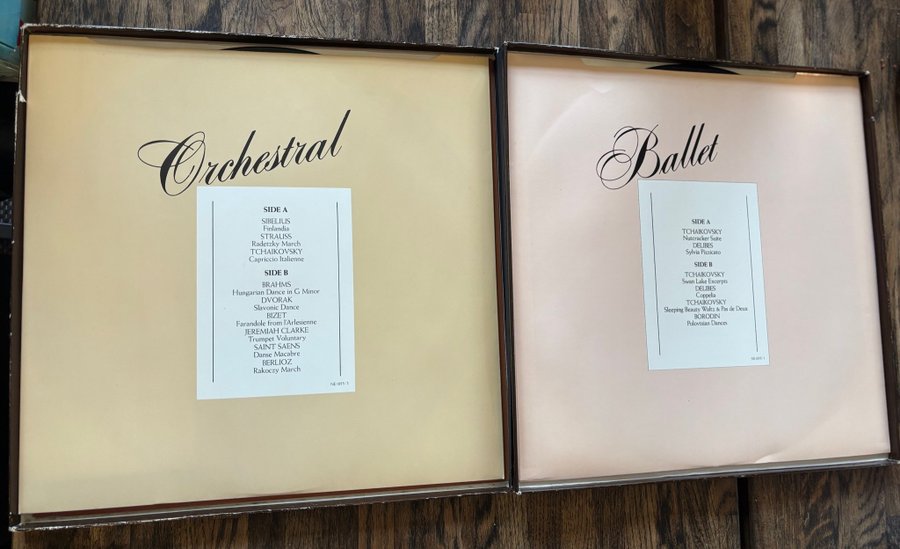 Orchestral
SIDE A
SIBELIUS
Finlandia
STRAUSS
Radetzky March
TCHAIKOVSKY
Capriccio Italienne
SIDE B
BRAHMS
Hungarian Dance in G Minor
DVORAK
Slavonic Dance
BIZET
Farandole from l'Arlesienne
JEREMIAH CLARKE
Trumpet Voluntary
SAINT SAENS
Danse Macabre
BERLIOZ
Rakoczy March
Ballet
SIDE A
TCHAIKOVSKY
Nutcracker Suite
DELIBES
Sylvia Pizzicato
SIDE B
TCHAIKOVSKY
Swan Lake Excerpts
DELIBES
Coppelia
TCHAIKOVSKY
Sleeping Beauty Waltz & Pas de Deux
BORODIN
Polovtsian Dances